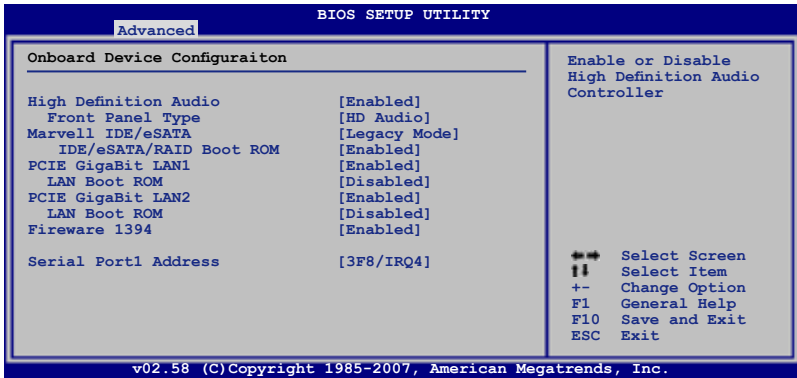 BIOS SETUP UTILITY
Advanced
Onboard Device Configuraiton
High Definition Audio [Enabled]
Front Panel Type [HD Audio]
Marvell IDE/eSATA [Legacy Mode]
IDE/eSATA/RAID Boot ROM [Enabled]
PCIE GigaBit LAN1 [Enabled]
LAN Boot ROM [Disabled]
PCIE GigaBit LAN2 [Enabled]
LAN Boot ROM [Disabled]
Fireware 1394 [Enabled]
Serial Port1 Address [3F8/IRQ4]
Enable or Disable
High Definition Audio
Controller
Select Screen
Select Item
+- Change Option
F1 General Help
F10 Save and Exit
ESC Exit
v02.58 (C)Copyright 1985-2007, American Megatrends, Inc.